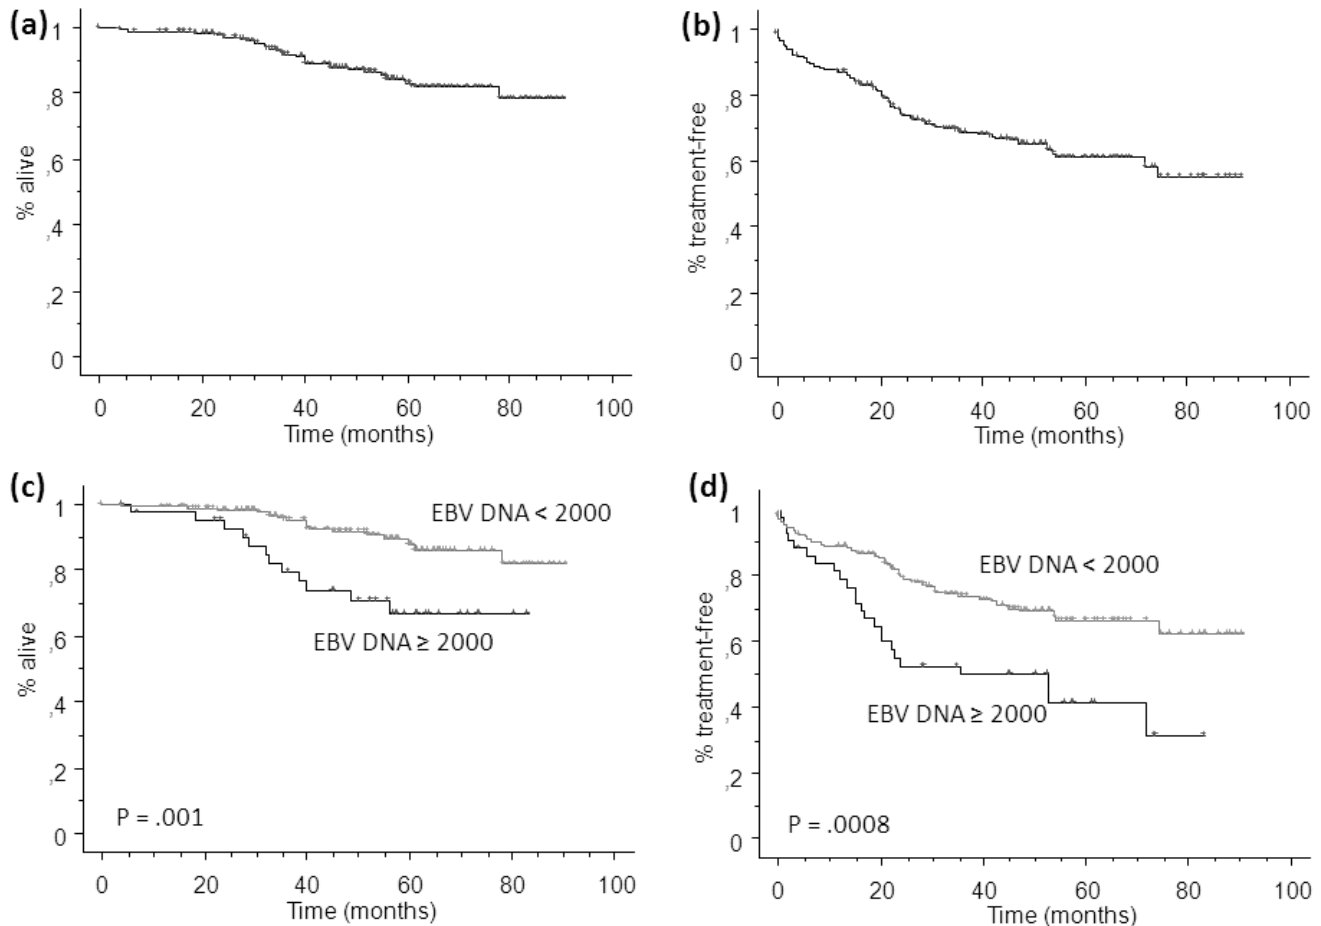 (a)
1
,8
,6
,4
,2
0
% alive
0 20 40 60 80 100
Time (months)
(b)
1
,8
,6
,4
,2
0
% treatment-free
0 20 40 60 80 100
Time (months)
(c)
1
,8
,6
,4
,2
0
% alive
EBV DNA < 2000
EBV DNA ≥ 2000
P = .001
0 20 40 60 80 100
Time (months)
(d)
1
,8
,6
,4
,2
0
% treatment-free
EBV DNA < 2000
EBV DNA ≥ 2000
P = .0008
0 20 40 60 80 100
Time (months)